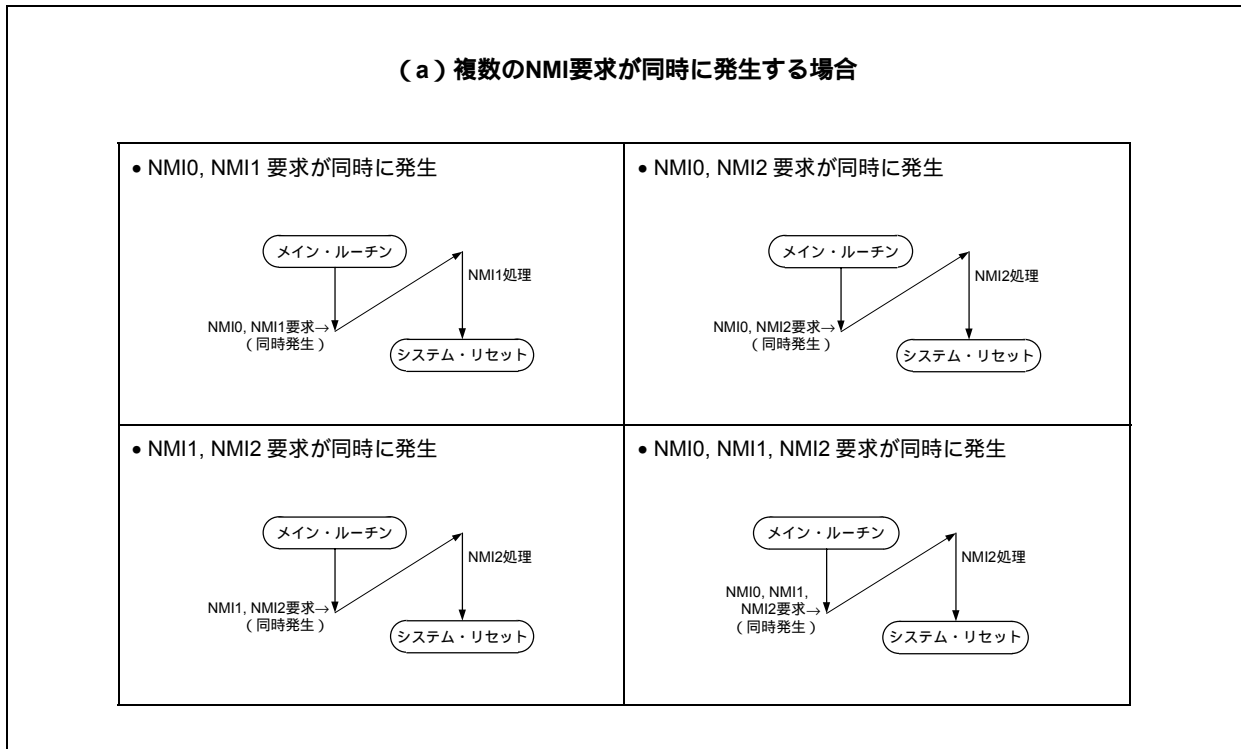 (a)複数のNMI要求が同時に発生する場合
• NMI0, NMI1 要求が同時に発生
メイン・ルーチン
NMI1処理
NMI0, NMI1要求→
(同時発生)
システム・リセット
• NMI0, NMI2 要求が同時に発生
メイン・ルーチン
NMI2処理
NMI0, NMI2要求→
(同時発生)
システム・リセット
• NMI1, NMI2 要求が同時に発生
メイン・ルーチン
NMI2処理
NMI1, NMI2要求→
(同時発生)
システム・リセット
• NMI0, NMI1, NMI2 要求が同時に発生
メイン・ルーチン
NMI2処理
NMI0, NMI1,
NMI2要求→
(同時発生)
システム・リセット